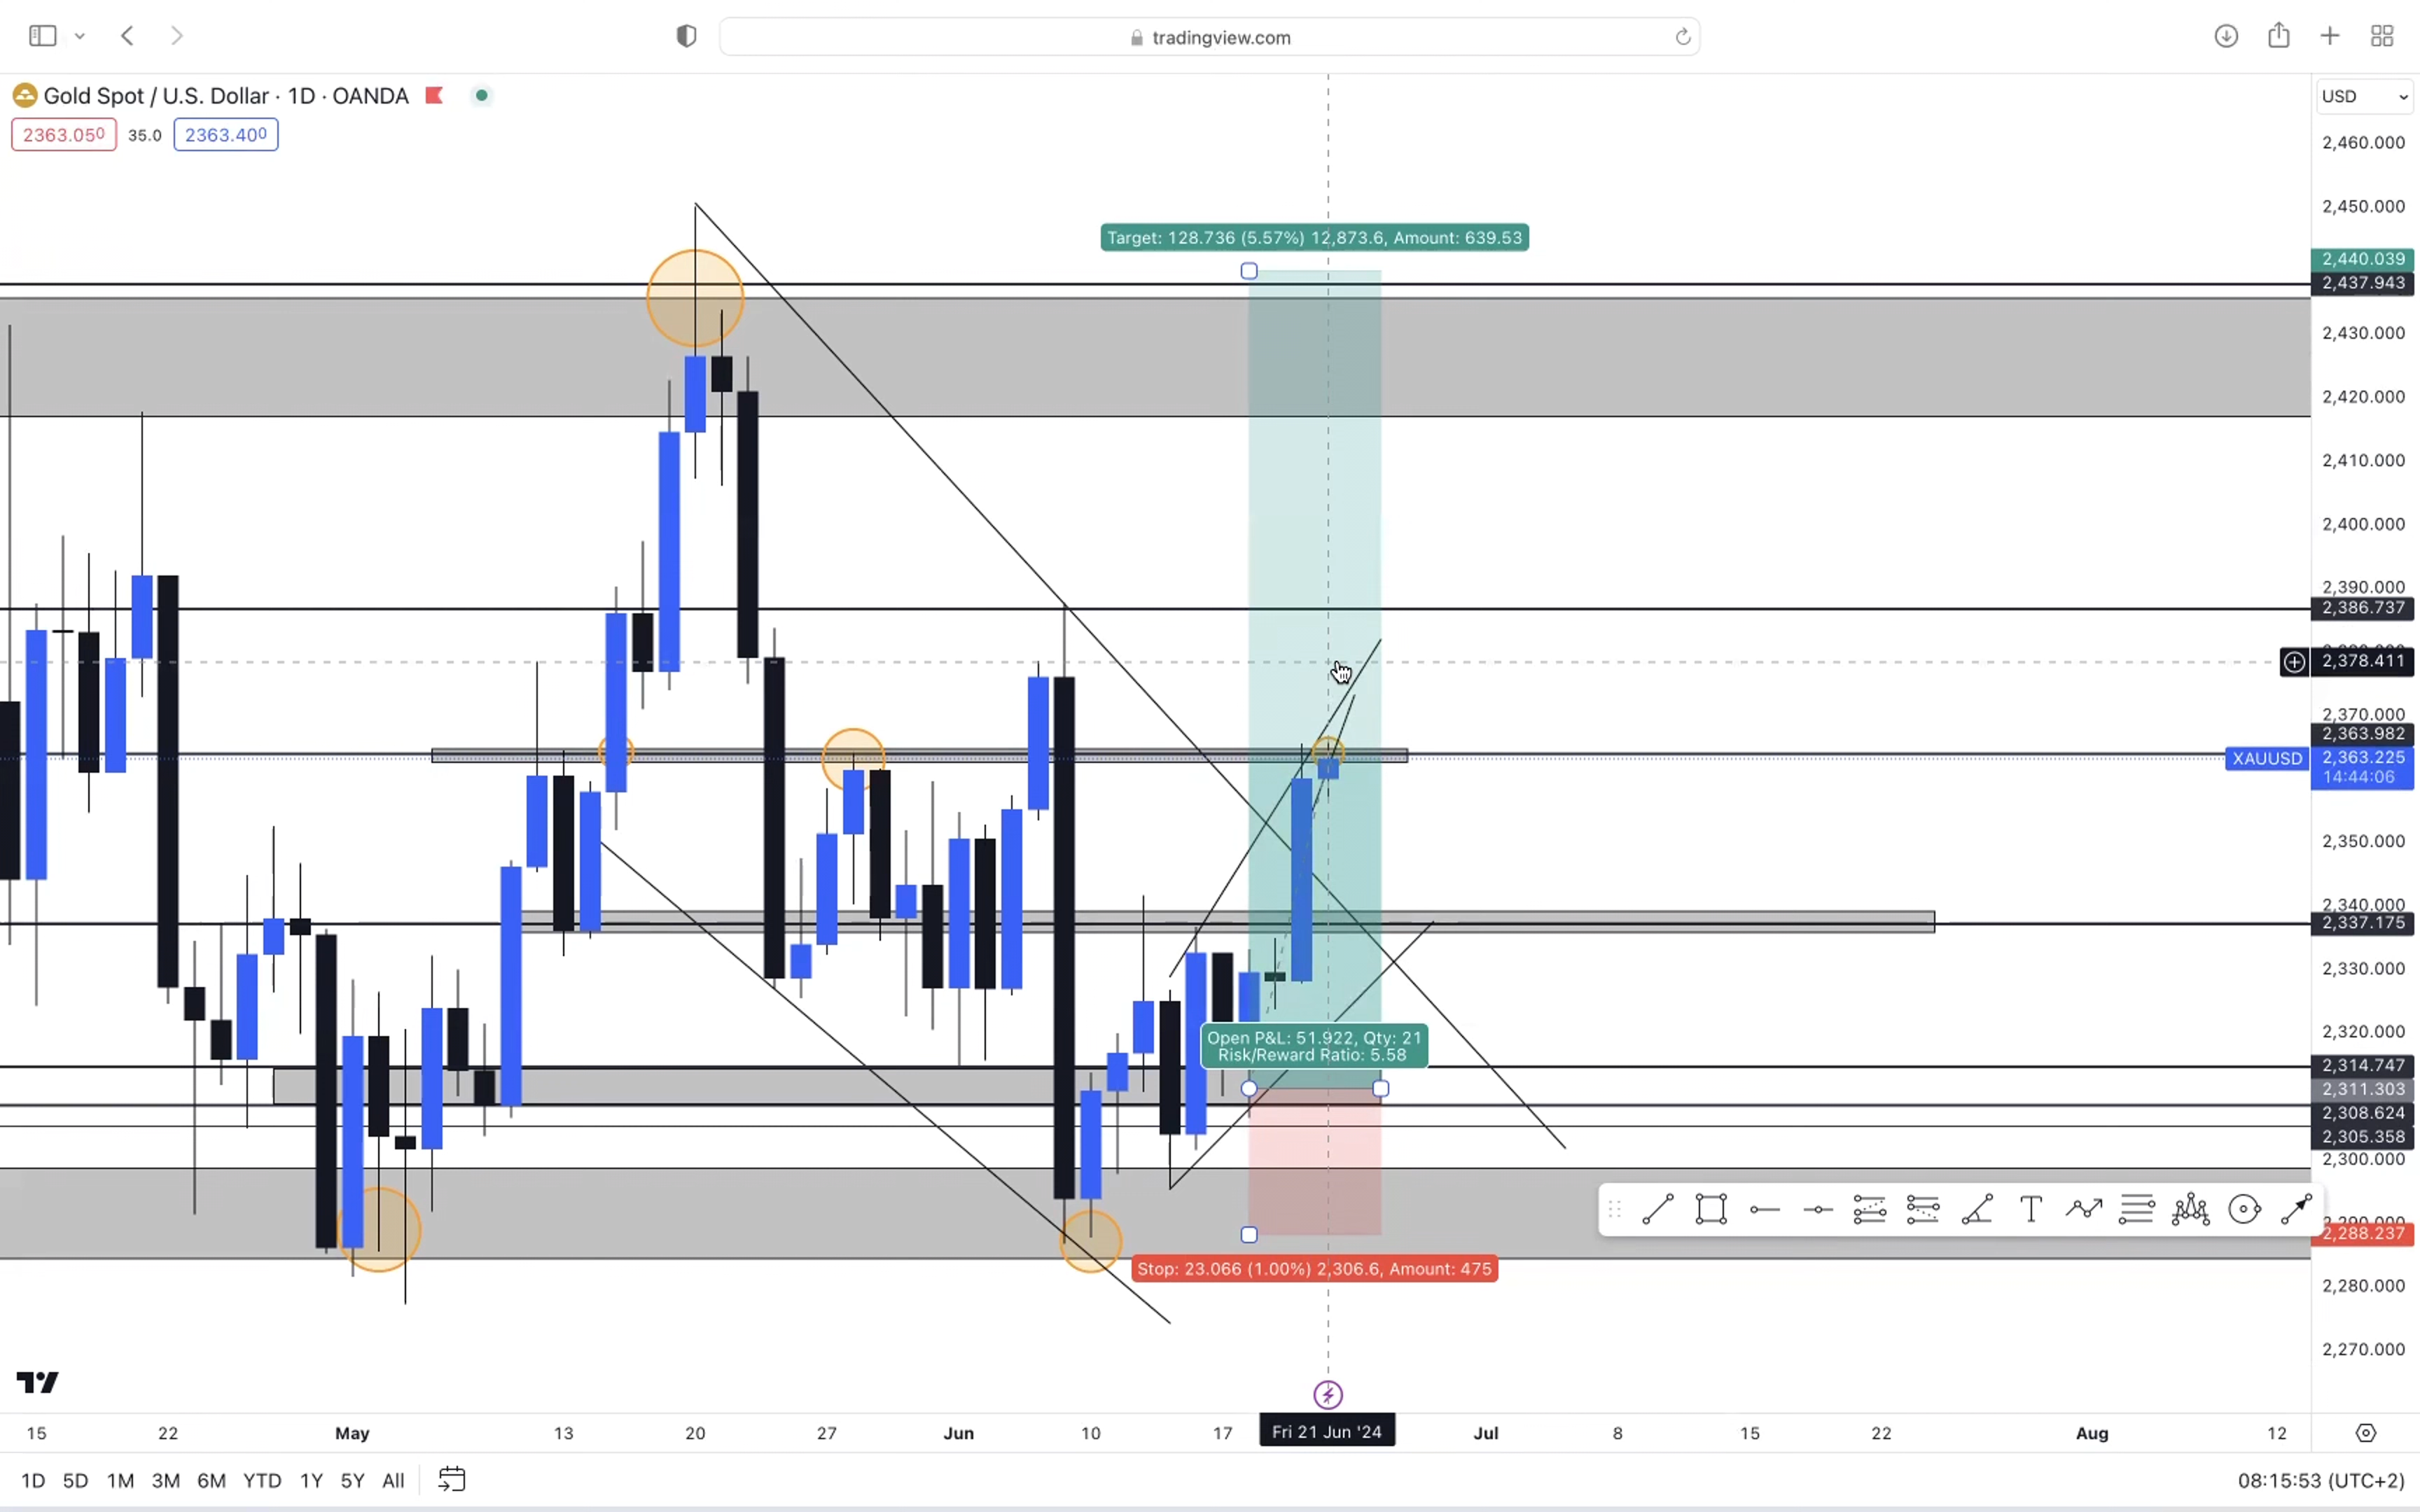 tradingview.com
Gold Spot / U.S. Dollar · 1D · OANDA
USD
2363.050 35.0 2363.400
2,460.000
2,450.000
Target: 128.736 (5.57%) 12,873.6, Amount: 639.53
2,440.039
2,437.943
2,430.000
2,420.000
2,410.000
2,400.000
2,390.000
2,386.737
2,378.411
2,370.000
2,363.982
XAUUSD 2,363.225
14:44:06
2,350.000
2,340.000
2,337.175
2,330.000
2,320.000
Open P&L: 51.922, Qty: 21
Risk/Reward Ratio: 5.58
2,314.747
2,311.303
2,308.624
2,305.358
2,300.000
2,288.237
Stop: 23.066 (1.00%) 2,306.6, Amount: 475
2,280.000
2,270.000
15 22 May 13 20 27 Jun 10 17 Fri 21 Jun '24 Jul 8 15 22 Aug 12
1D 5D 1M 3M 6M YTD 1Y 5Y All 08:15:53 (UTC+2)